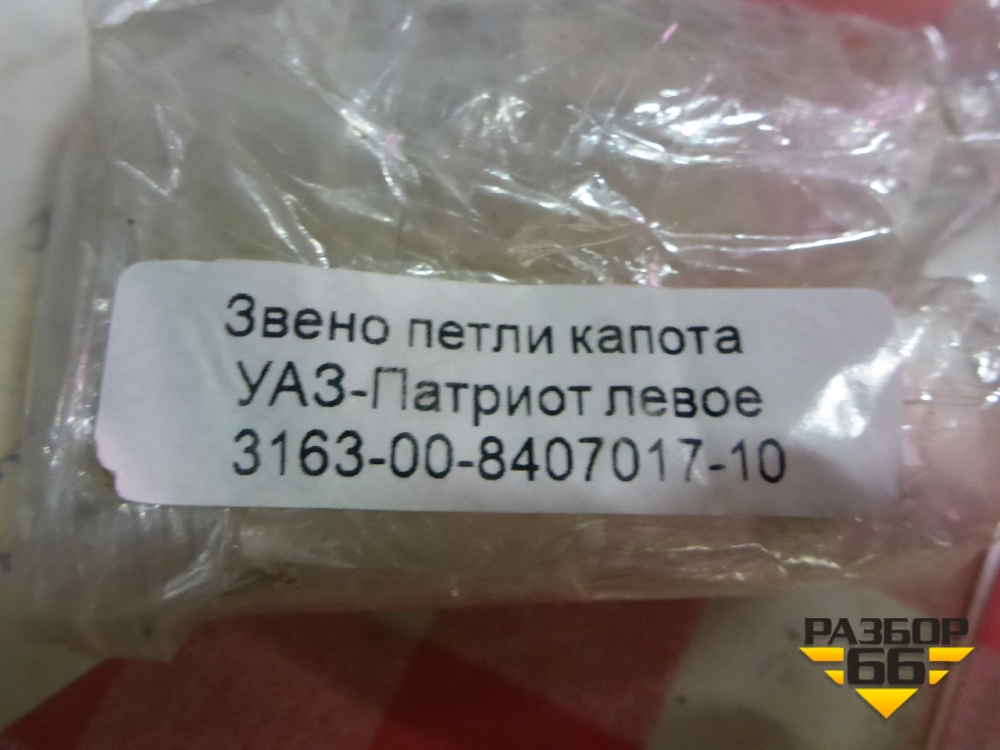 Звено петли капота
УАЗ-Патриот левое
3163-00-8407017-10
РАЗБОР
66